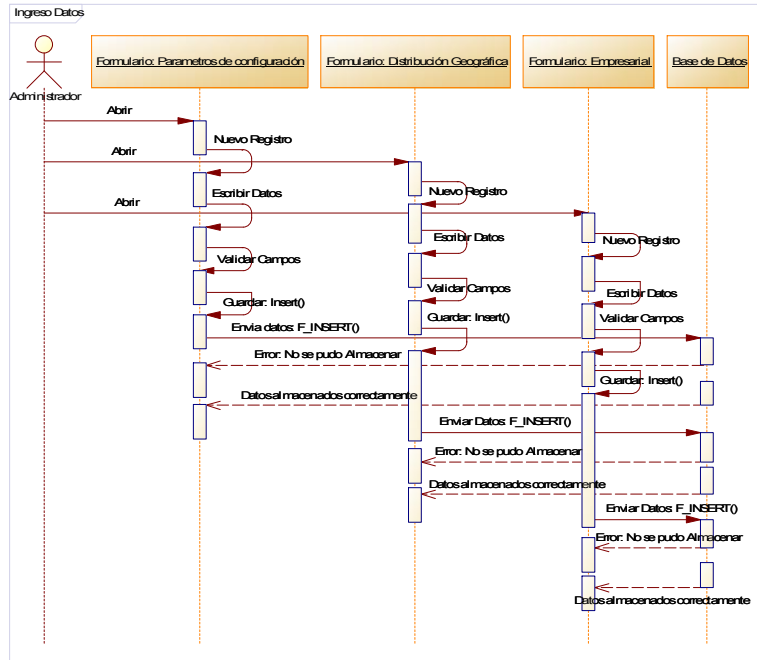 Ingreso Datos
Formulario: Parametros de configuración
Formulario: Distribución Geográfica
Formulario: Empresarial
Base de Datos
Administrador
Abrir
Nuevo Registro
Abrir
Nuevo Registro
Escribir Datos
Abrir
Escribir Datos
Nuevo Registro
Validar Campos
Validar Campos
Escribir Datos
Guardar: Insert()
Guardar: Insert()
Validar Campos
Envia datos: F_INSERT()
Error: No se pudo Almacenar
Guardar: Insert()
Datos almacenados correctamente
Enviar Datos: F_INSERT()
Error: No se pudo Almacenar
Datos almacenados correctamente
Enviar Datos: F_INSERT()
Error: No se pudo Almacenar
Datos almacenados correctamente